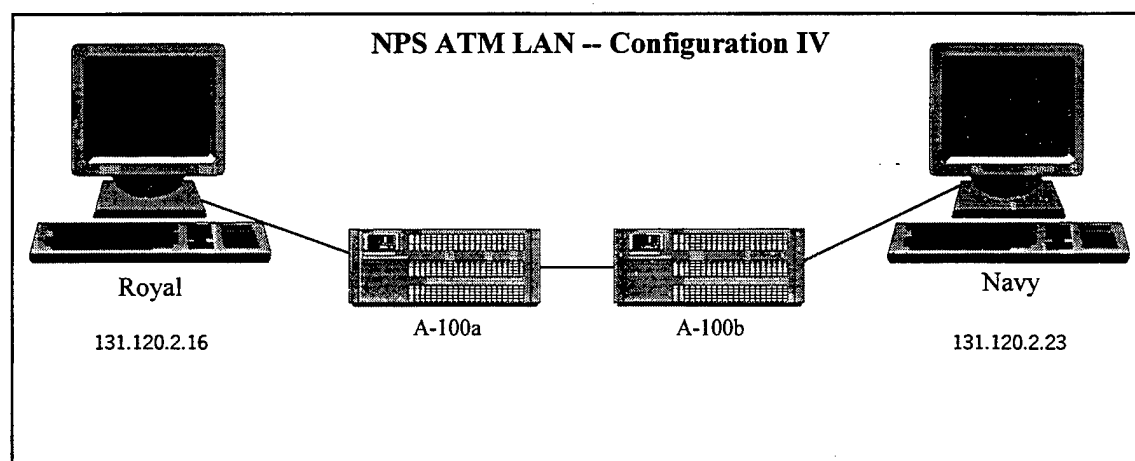 NPS ATM LAN -- Configuration IV
Royal
Navy
A-100a
A-100b
131.120.2.16
131.120.2.23